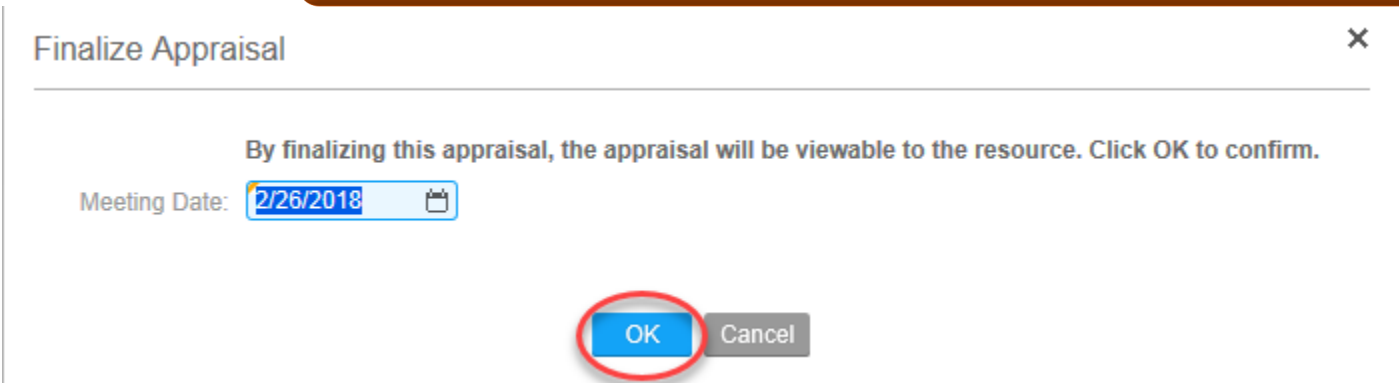 Finalize Appraisal
By finalizing this appraisal, the appraisal will be viewable to the resource. Click OK to confirm.
Meeting Date: 2/26/2018
OK Cancel